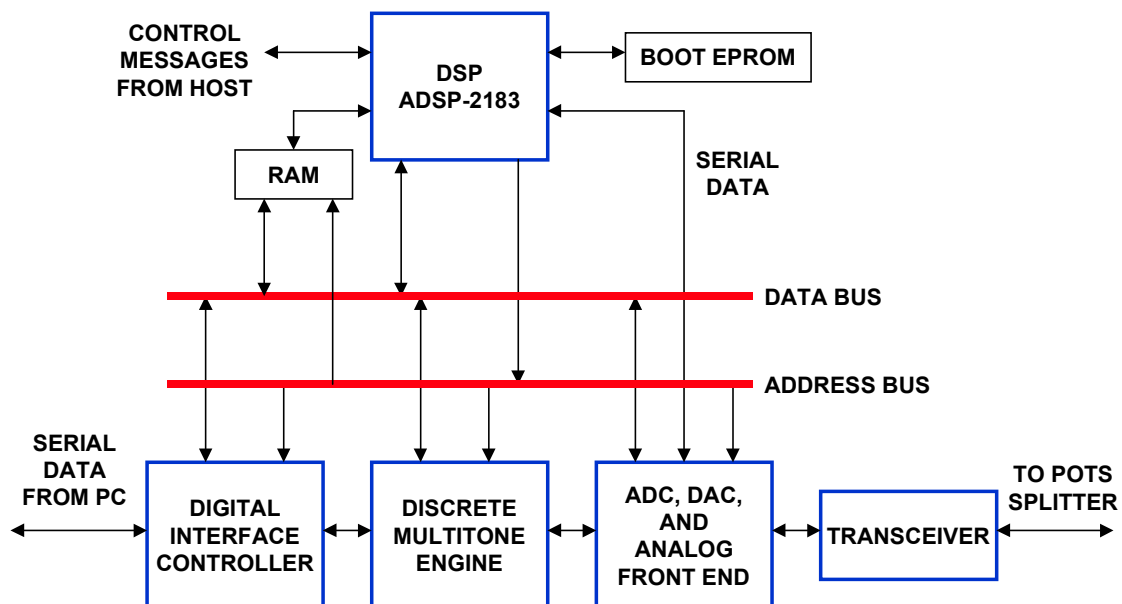 CONTROL
MESSAGES
FROM HOST
DSP
ADSP-2183
BOOT EPROM
RAM
SERIAL
DATA
DATA BUS
ADDRESS BUS
SERIAL
DATA
FROM PC
DIGITAL
INTERFACE
CONTROLLER
DISCRETE
MULTITONE
ENGINE
ADC, DAC,
AND
ANALOG
FRONT END
TRANSCEIVER
TO POTS
SPLITTER